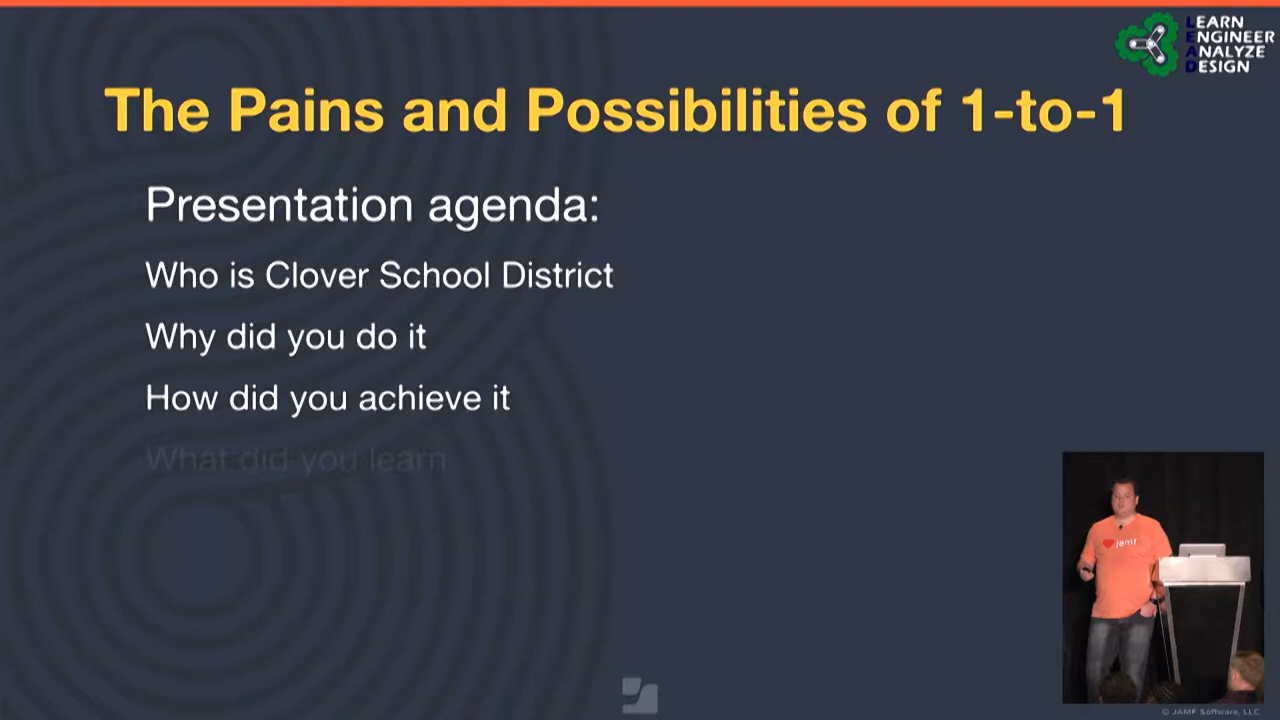 LEARN
ENGINEER
ANALYZE
DESIGN
The Pains and Possibilities of 1-to-1
Presentation agenda:
Who is Clover School District
Why did you do it
How did you achieve it
What did you learn
jamf
© JAMF Software, LLC